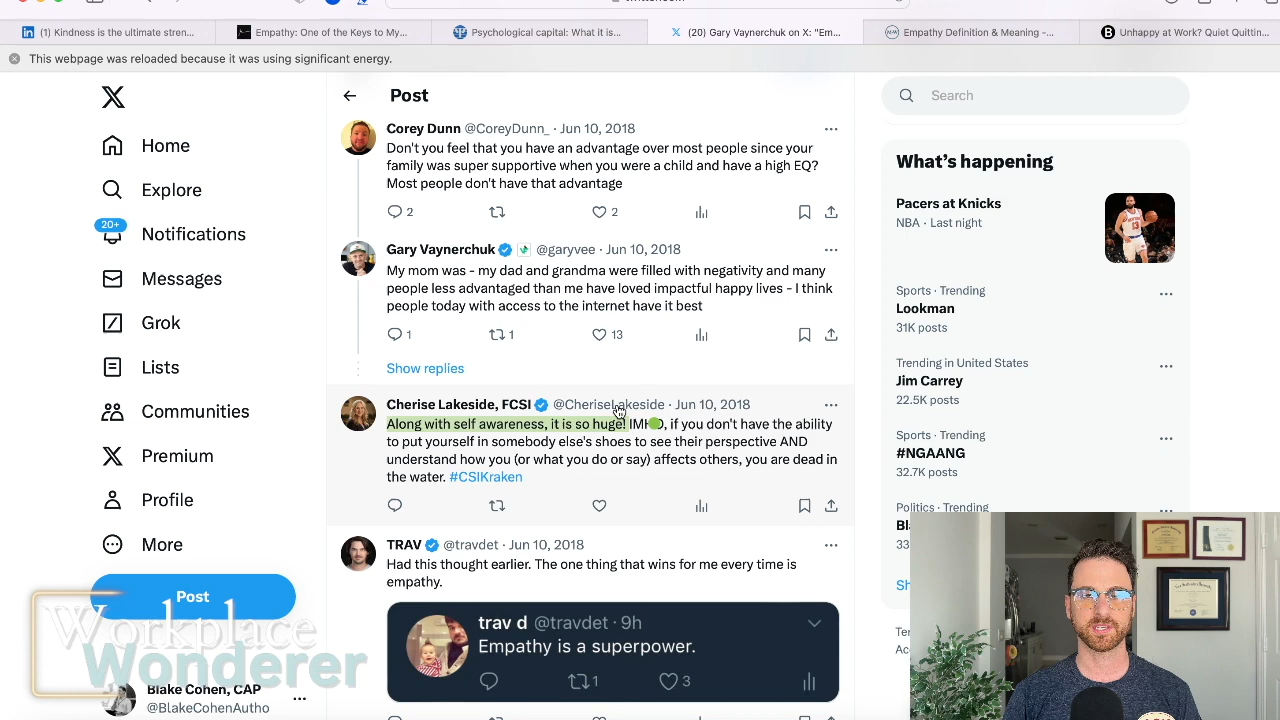 (1) Kindness is the ultimate stren...
Empathy: One of the Keys to My...
Psychological capital: What it is...
(20) Gary Vaynerchuk on X: "Em...
Empathy Definition & Meaning -...
Unhappy at Work? Quiet Quittin...
This webpage was reloaded because it was using significant energy.
Home
Explore
20+
Notifications
Messages
Grok
Lists
Communities
Premium
Profile
More
Post
Workplace
Wonderer
Blake Cohen, CAP
@BlakeCohenAutho
Post
Corey Dunn @CoreyDunn_ · Jun 10, 2018
Don't you feel that you have an advantage over most people since your
family was super supportive when you were a child and have a high EQ?
Most people don't have that advantage
2
2
Gary Vaynerchuk @garyvee · Jun 10, 2018
My mom was - my dad and grandma were filled with negativity and many
people less advantaged than me have loved impactful happy lives - I think
people today with access to the internet have it best
1
1
13
Show replies
Cherise Lakeside, FCSI @CheriseLakeside · Jun 10, 2018
Along with self awareness, it is so huge! IMHO, if you don't have the ability
to put yourself in somebody else's shoes to see their perspective AND
understand how you (or what you do or say) affects others, you are dead in
the water. #CSIKraken
TRAV @travdet · Jun 10, 2018
Had this thought earlier. The one thing that wins for me every time is
empathy.
trav d @travdet · 9h
Empathy is a superpower.
1
3
Search
What's happening
Pacers at Knicks
NBA · Last night
Sports · Trending
Lookman
31K posts
Trending in United States
Jim Carrey
22.5K posts
Sports · Trending
#NGAANG
32.7K posts
Politics · Trending
33
Sh